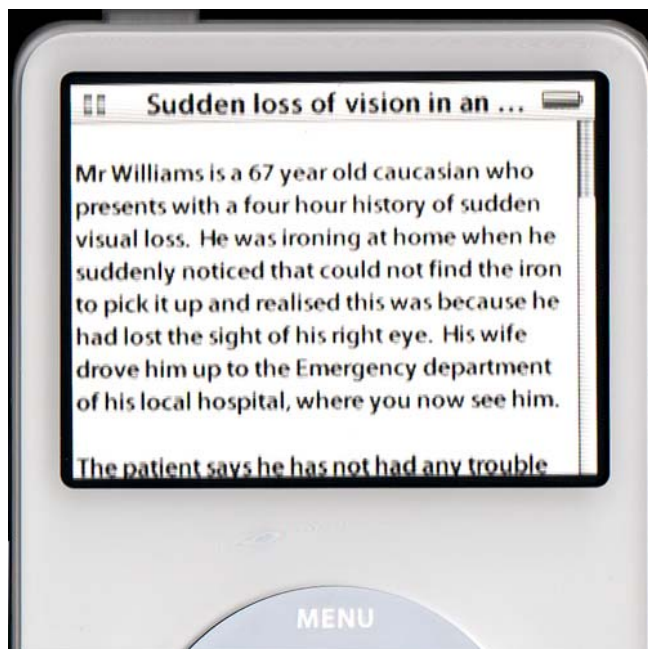 Sudden loss of vision in an ...
Mr Williams is a 67 year old caucasian who
presents with a four hour history of sudden
visual loss. He was ironing at home when he
suddenly noticed that could not find the iron
to pick it up and realised this was because he
had lost the sight of his right eye. His wife
drove him up to the Emergency department
of his local hospital, where you now see him.
The patient says he has not had any trouble
MENU